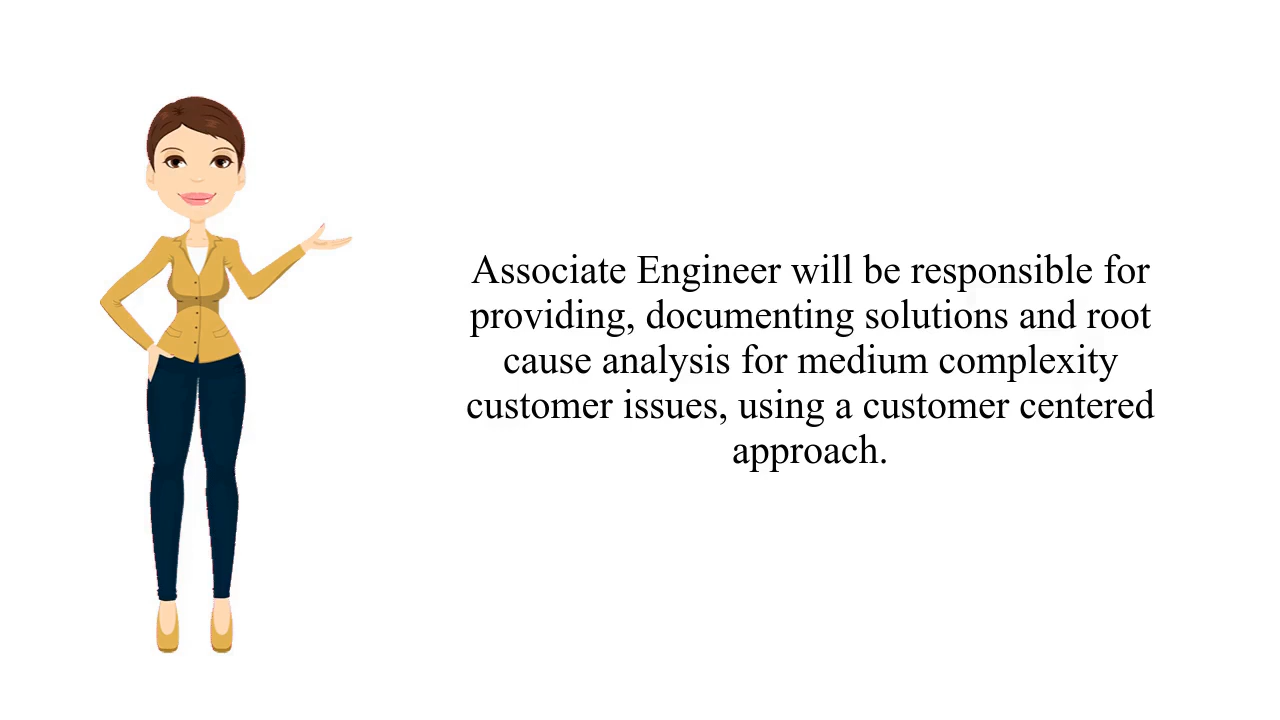 Associate Engineer will be responsible for
providing, documenting solutions and root
cause analysis for medium complexity
customer issues, using a customer centered
approach.